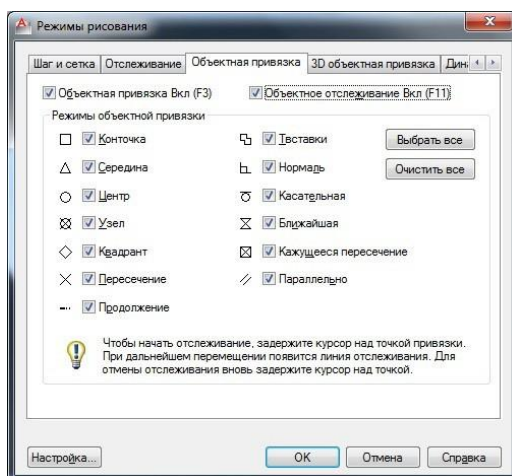 Режимы рисования
Шаг и сетка Отслеживание Объектная привязка 3D объектная привязка Дин
Объектная привязка Вкл (F3) Объектное отслеживание Вкл (F11)
Режимы объектной привязки
Конточка Твставки Выбрать все
Середина Нормаль Очистить все
Центр Касательная
Узел Ближайшая
Квадрант Кажущееся пересечение
Пересечение Параллельно
Продолжение
Чтобы начать отслеживание, задержите курсор над точкой привязки.
При дальнейшем перемещении появится линия отслеживания. Для
отмены отслеживания вновь задержите курсор над точкой.
Настройка... OK Отмена Справка